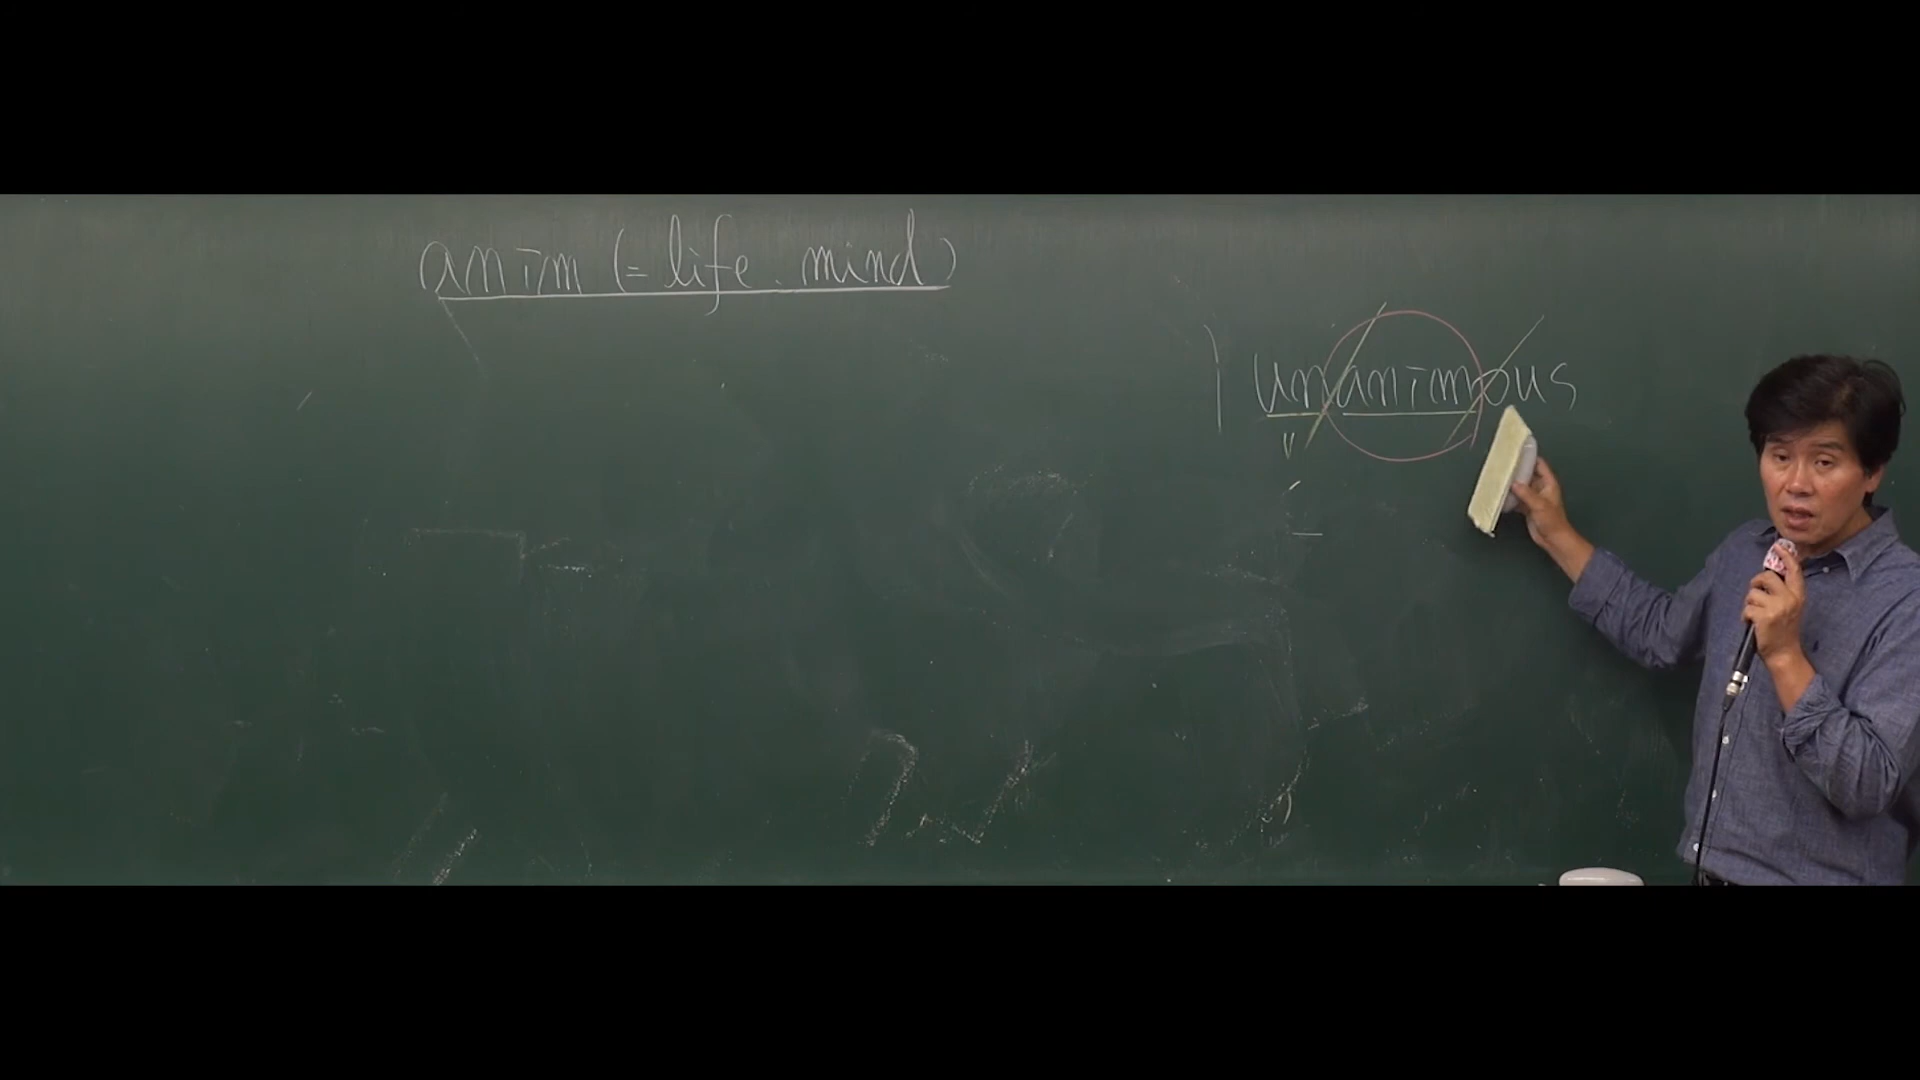 anim (= life. mind)
unanimous